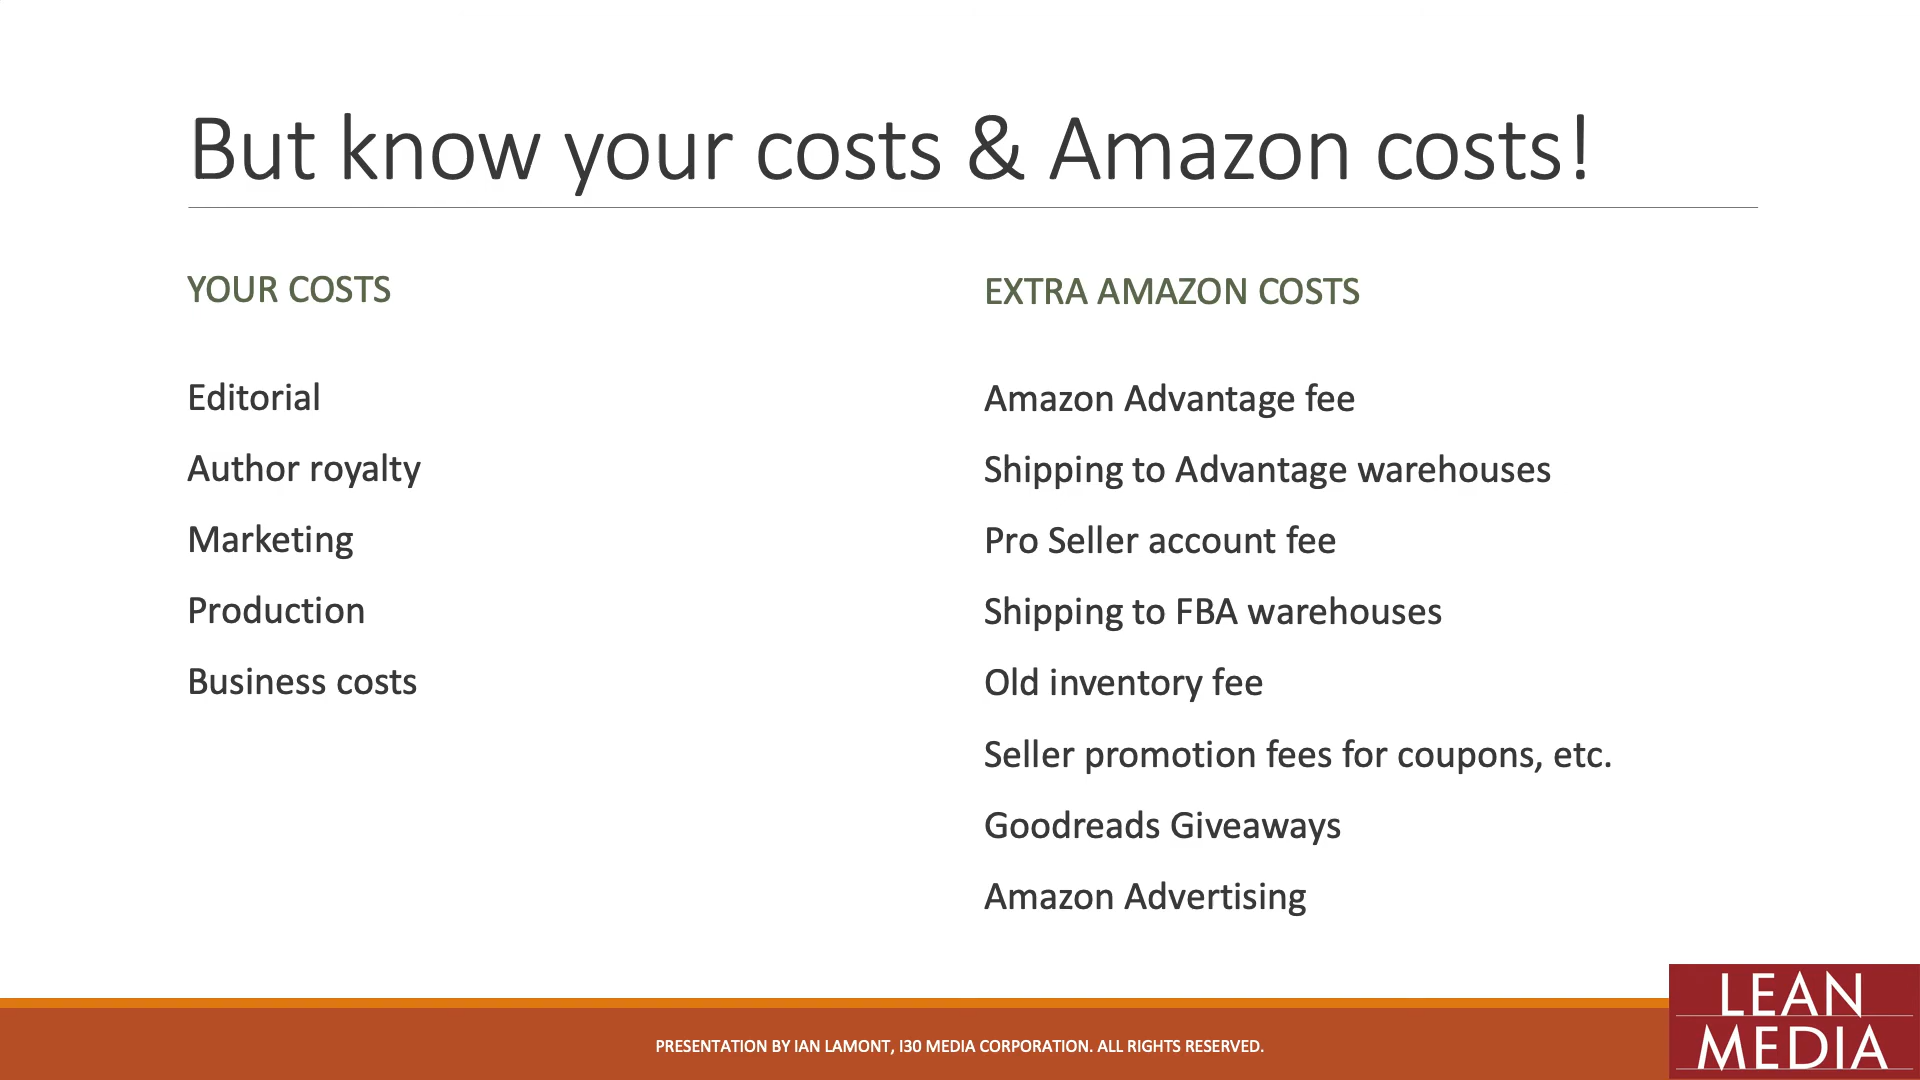 But know your costs & Amazon costs!
YOUR COSTS
Editorial
Author royalty
Marketing
Production
Business costs
EXTRA AMAZON COSTS
Amazon Advantage fee
Shipping to Advantage warehouses
Pro Seller account fee
Shipping to FBA warehouses
Old inventory fee
Seller promotion fees for coupons, etc.
Goodreads Giveaways
Amazon Advertising
PRESENTATION BY IAN LAMONT, I30 MEDIA CORPORATION. ALL RIGHTS RESERVED.
LEAN
MEDIA